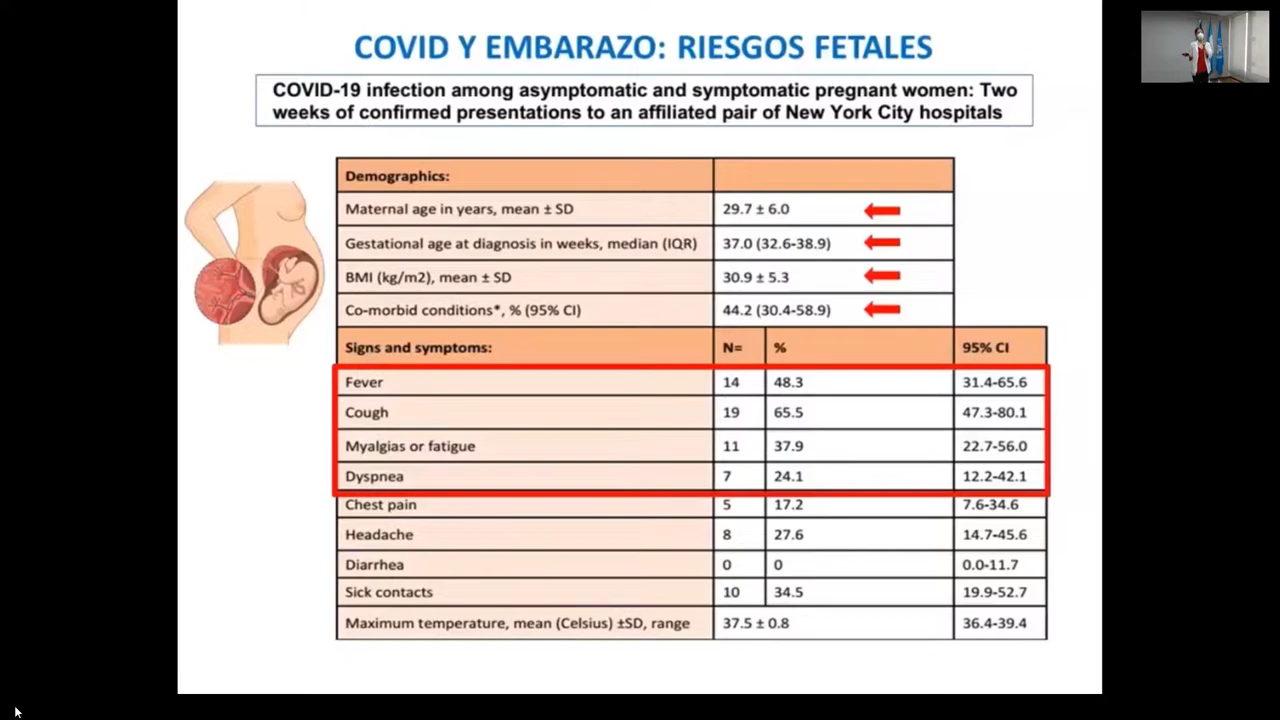 COVID Y EMBARAZO: RIESGOS FETALES
COVID-19 infection among asymptomatic and symptomatic pregnant women: Two
weeks of confirmed presentations to an affiliated pair of New York City hospitals
Demographics:
Maternal age in years, mean ± SD 29.7 ± 6.0
Gestational age at diagnosis in weeks, median (IQR) 37.0 (32.6-38.9)
BMI (kg/m2), mean ± SD 30.9 ± 5.3
Co-morbid conditions*, % (95% CI) 44.2 (30.4-58.9)
Signs and symptoms: N= % 95% CI
Fever 14 48.3 31.4-65.6
Cough 19 65.5 47.3-80.1
Myalgias or fatigue 11 37.9 22.7-56.0
Dyspnea 7 24.1 12.2-42.1
Chest pain 5 17.2 7.6-34.6
Headache 8 27.6 14.7-45.6
Diarrhea 0 0 0.0-11.7
Sick contacts 10 34.5 19.9-52.7
Maximum temperature, mean (Celsius) ±SD, range 37.5 ± 0.8 36.4-39.4